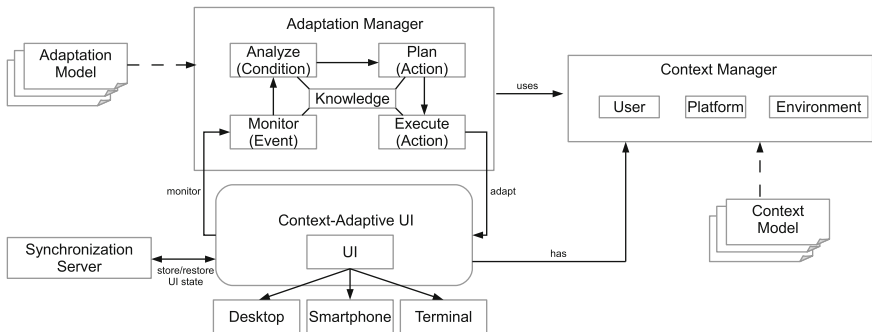 Adaptation Manager
Adaptation
Model
Analyze
(Condition)
Plan
(Action)
Knowledge
Monitor
(Event)
Execute
(Action)
uses
Context Manager
User
Platform
Environment
monitor
adapt
Context-Adaptive UI
UI
Synchronization
Server
store/restore
UI state
has
Context
Model
Desktop
Smartphone
Terminal